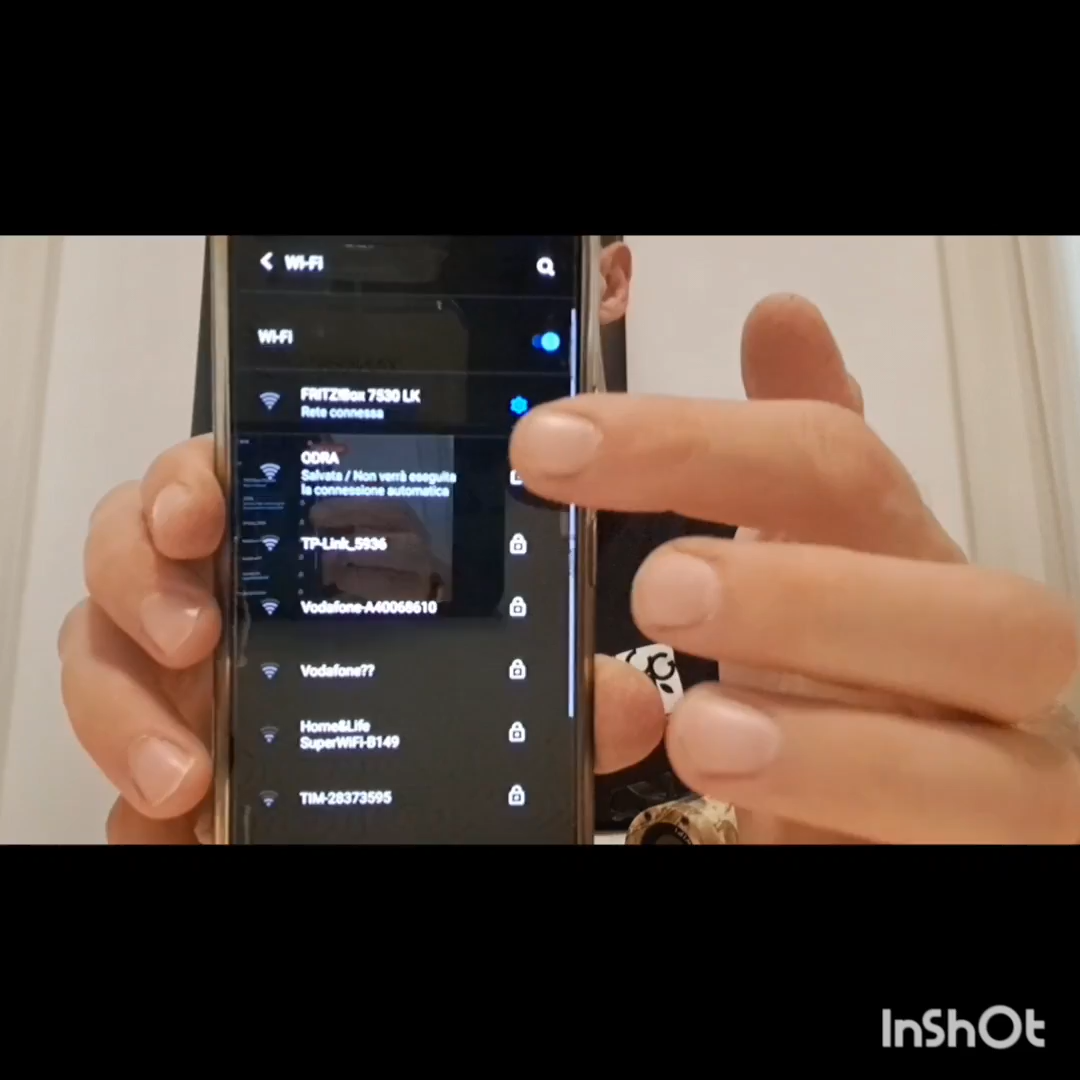 Wi-Fi
Wi-Fi
FRITZ!Box 7530 LK
Rete connessa
ODRA
Salvata / Non verrà eseguita
la connessione automatica
TP-Link_5936
Vodafone-A40068610
Vodafone??
Home&Life
SuperWiFi-B149
TIM-28373595
InShOt